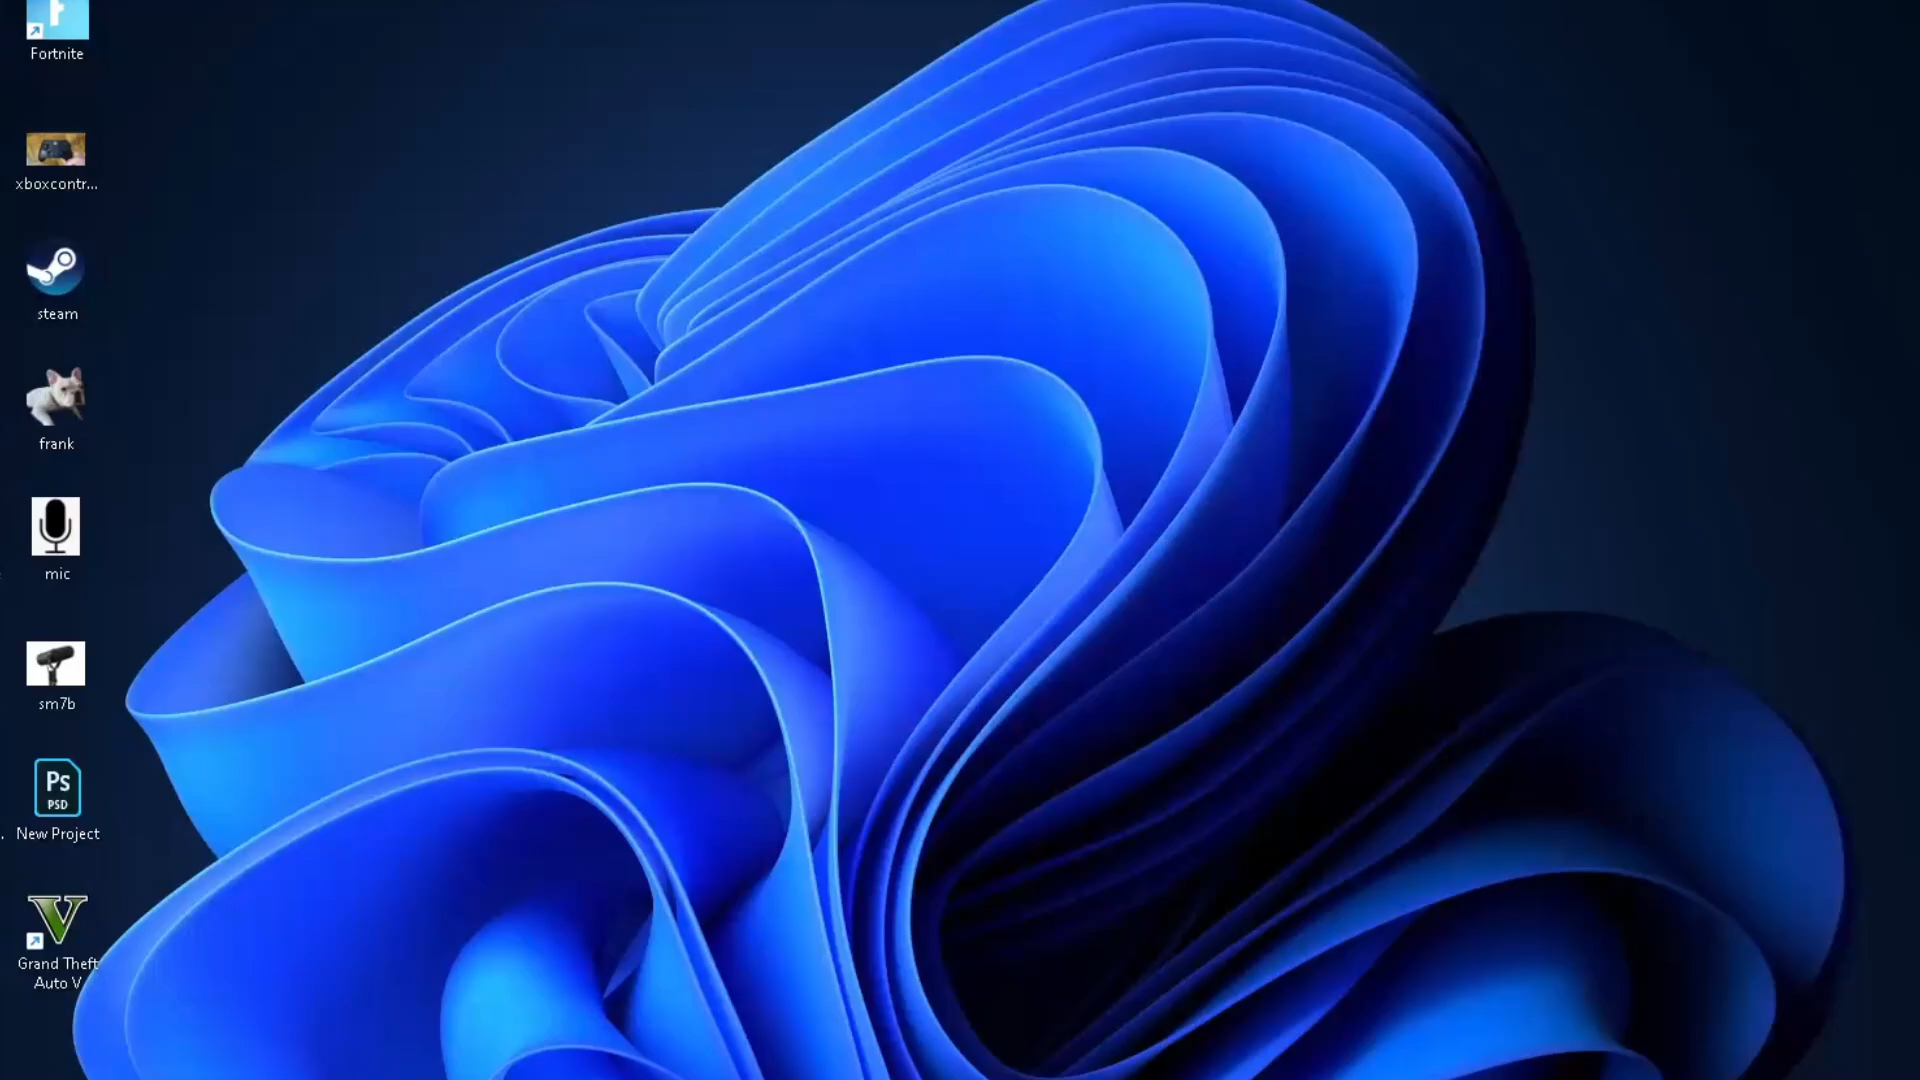 Fortnite
xboxcontr...
steam
frank
mic
sm7b
Ps
PSD
New Project
Grand Theft
Auto V